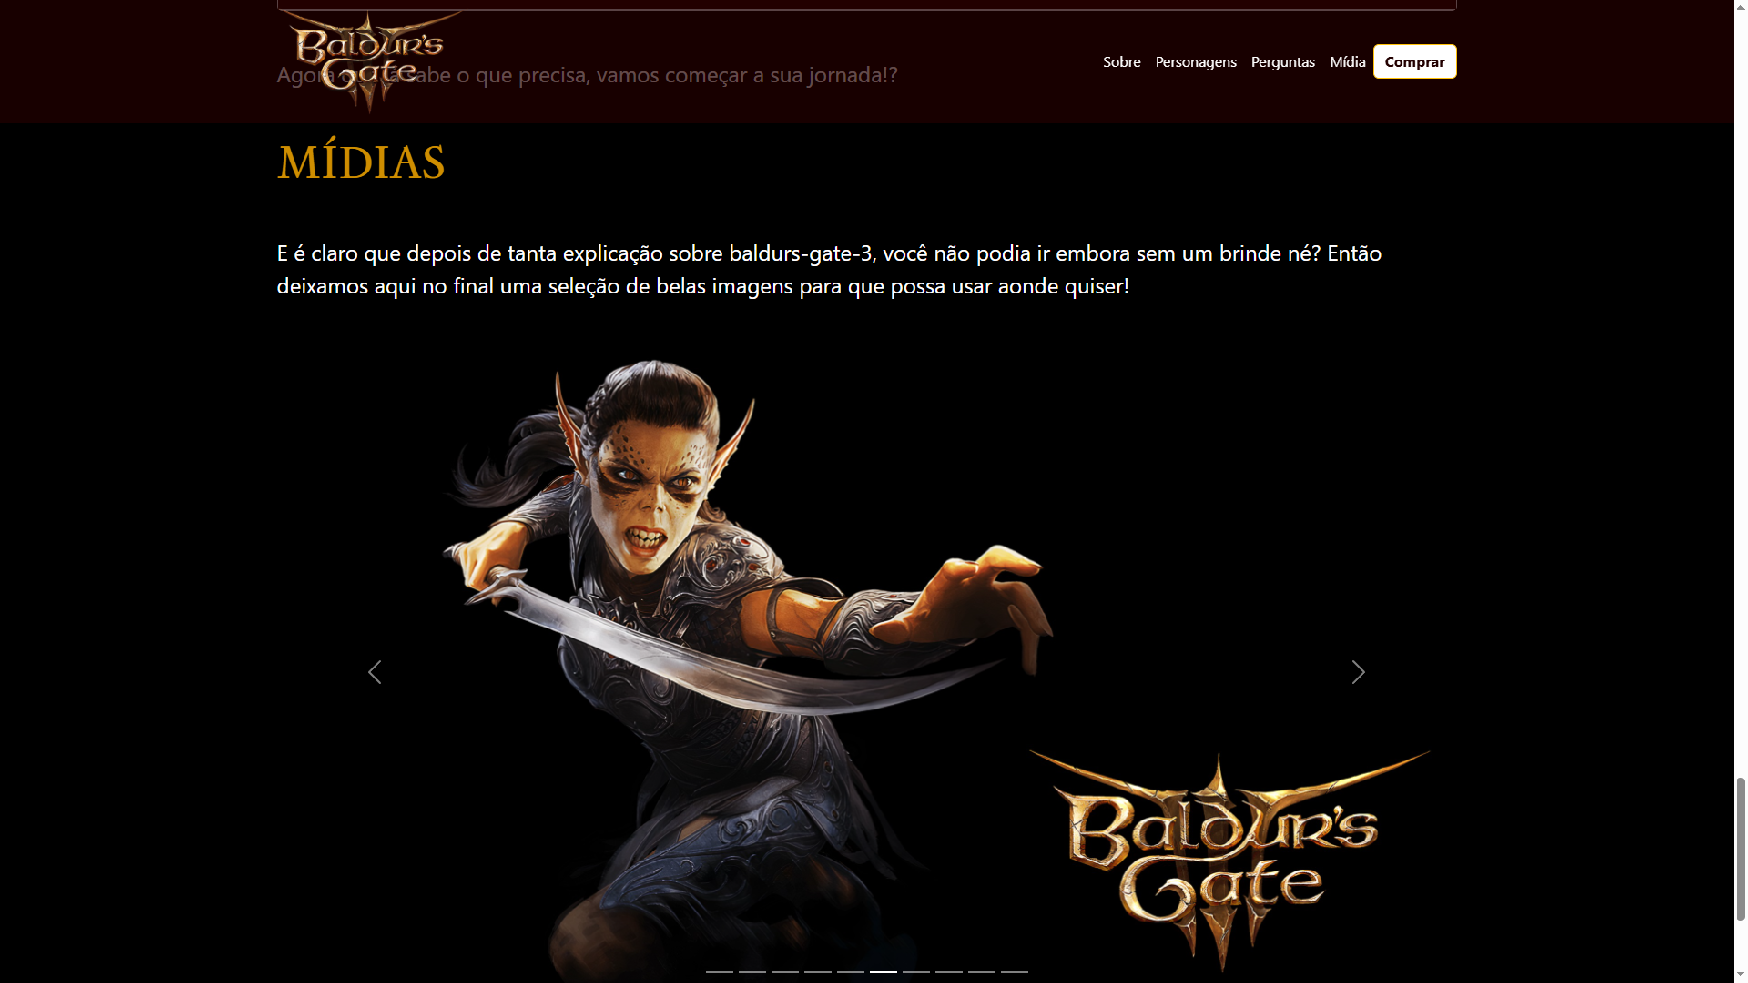 Baldur's
Gate
Sobre Personagens Perguntas Mídia Comprar
Agora sabe o que precisa, vamos começar a sua jornada!?
MÍDIAS
E é claro que depois de tanta explicação sobre baldurs-gate-3, você não podia ir embora sem um brinde né? Então
deixamos aqui no final uma seleção de belas imagens para que possa usar aonde quiser!
Baldur's
Gate